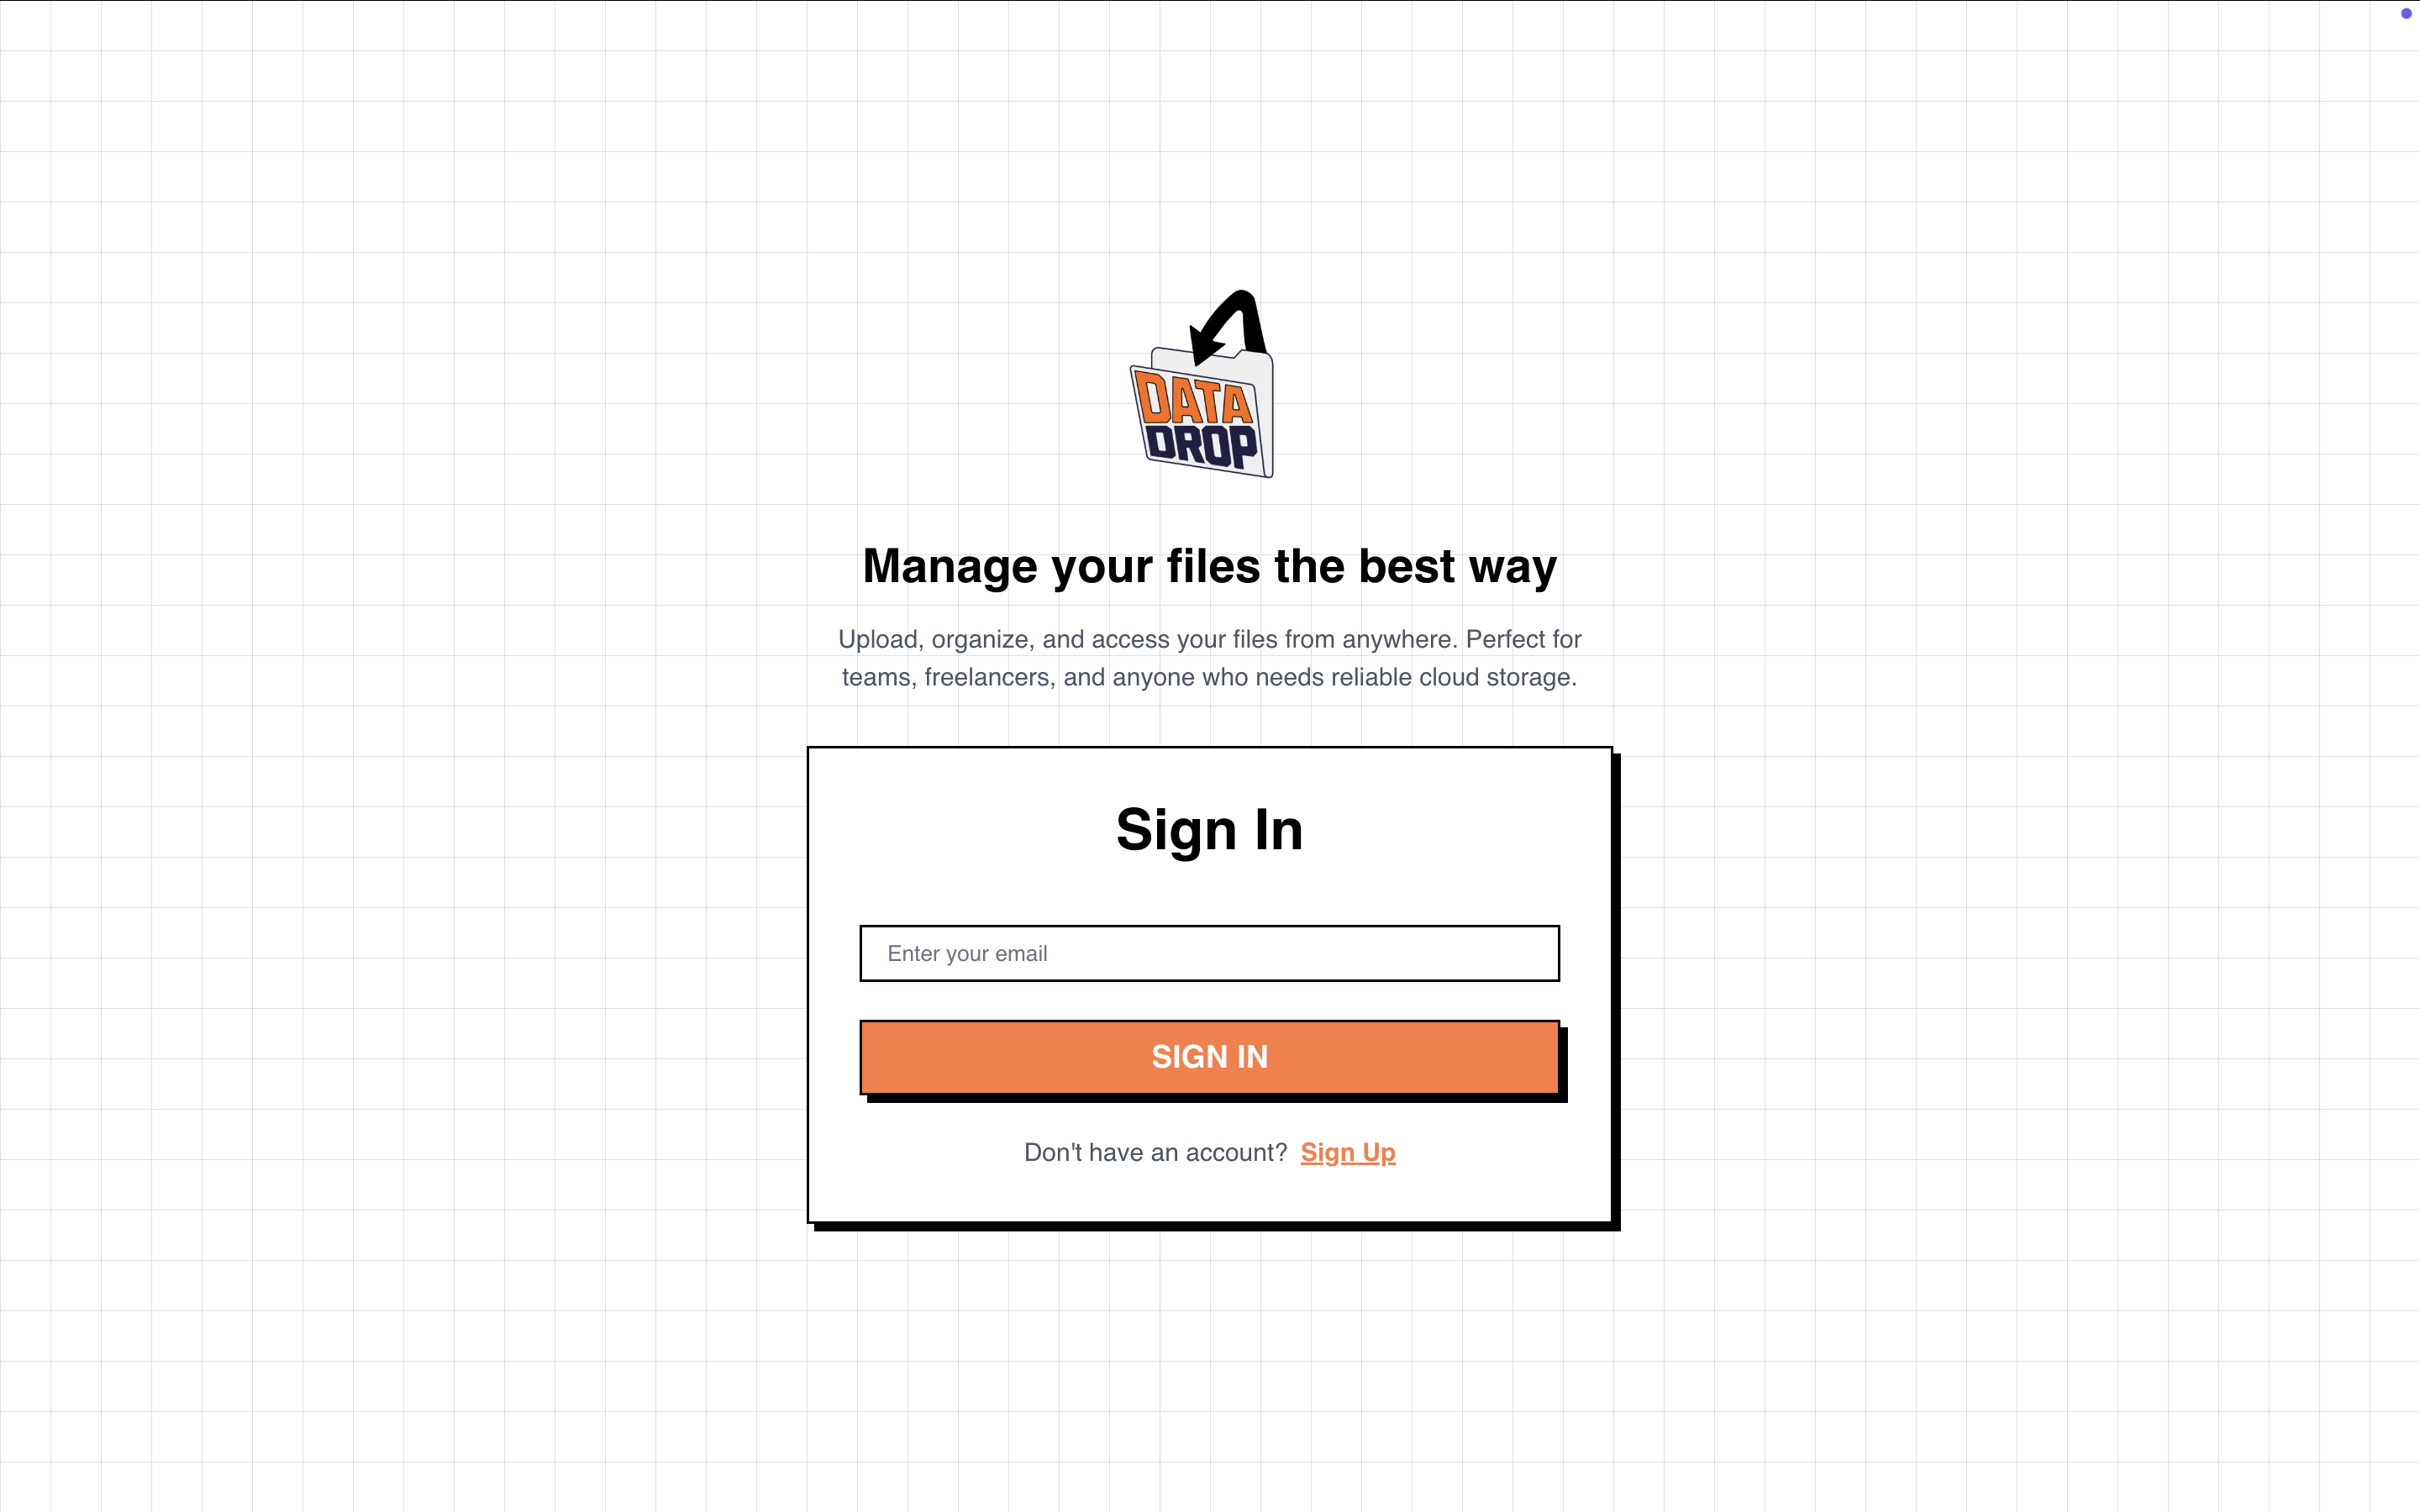 DATA
DROP
Manage your files the best way
Upload, organize, and access your files from anywhere. Perfect for
teams, freelancers, and anyone who needs reliable cloud storage.
Sign In
Enter your email
SIGN IN
Don't have an account? Sign Up